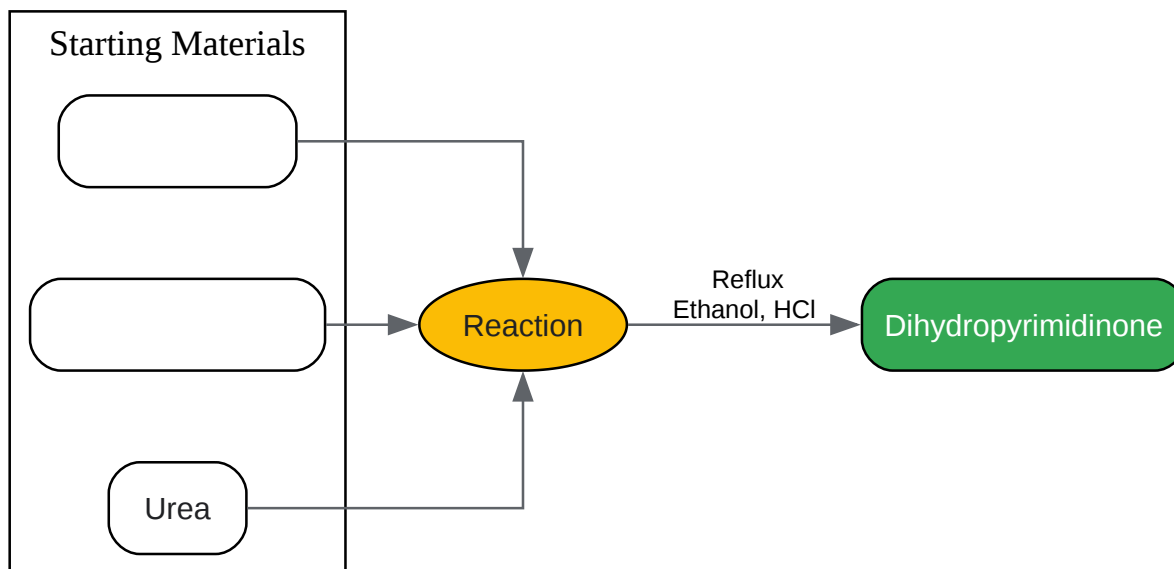 Starting Materials
Reflux
Ethanol, HCl
Reaction
Dihydropyrimidinone
Urea